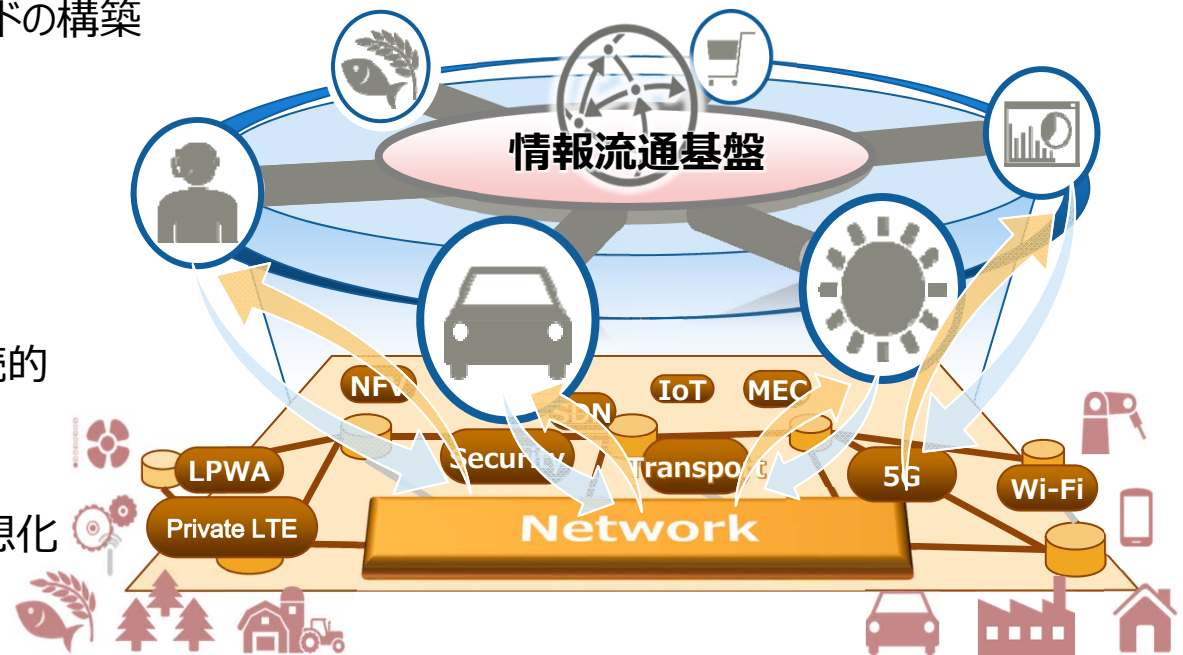 ドの構築
情報流通基盤
的
NFV
SDN
IoT
MEC
LPWA
Security
Transport
5G
Wi-Fi
Private LTE
Network
想化